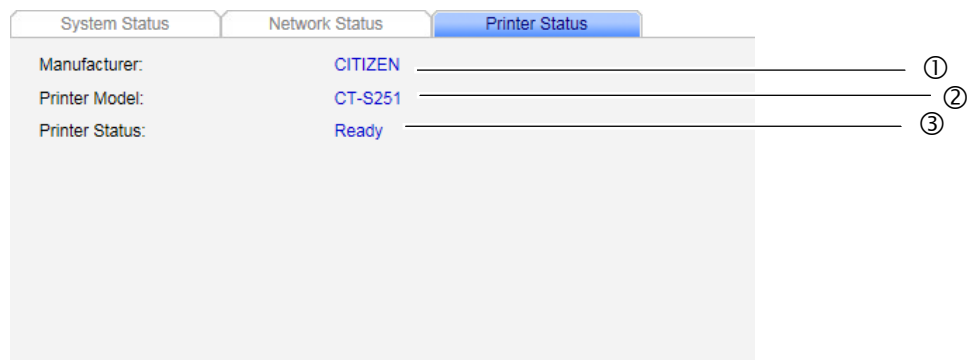 System Status Network Status Printer Status
Manufacturer: CITIZEN ①
Printer Model: CT-S251 ②
Printer Status: Ready ③